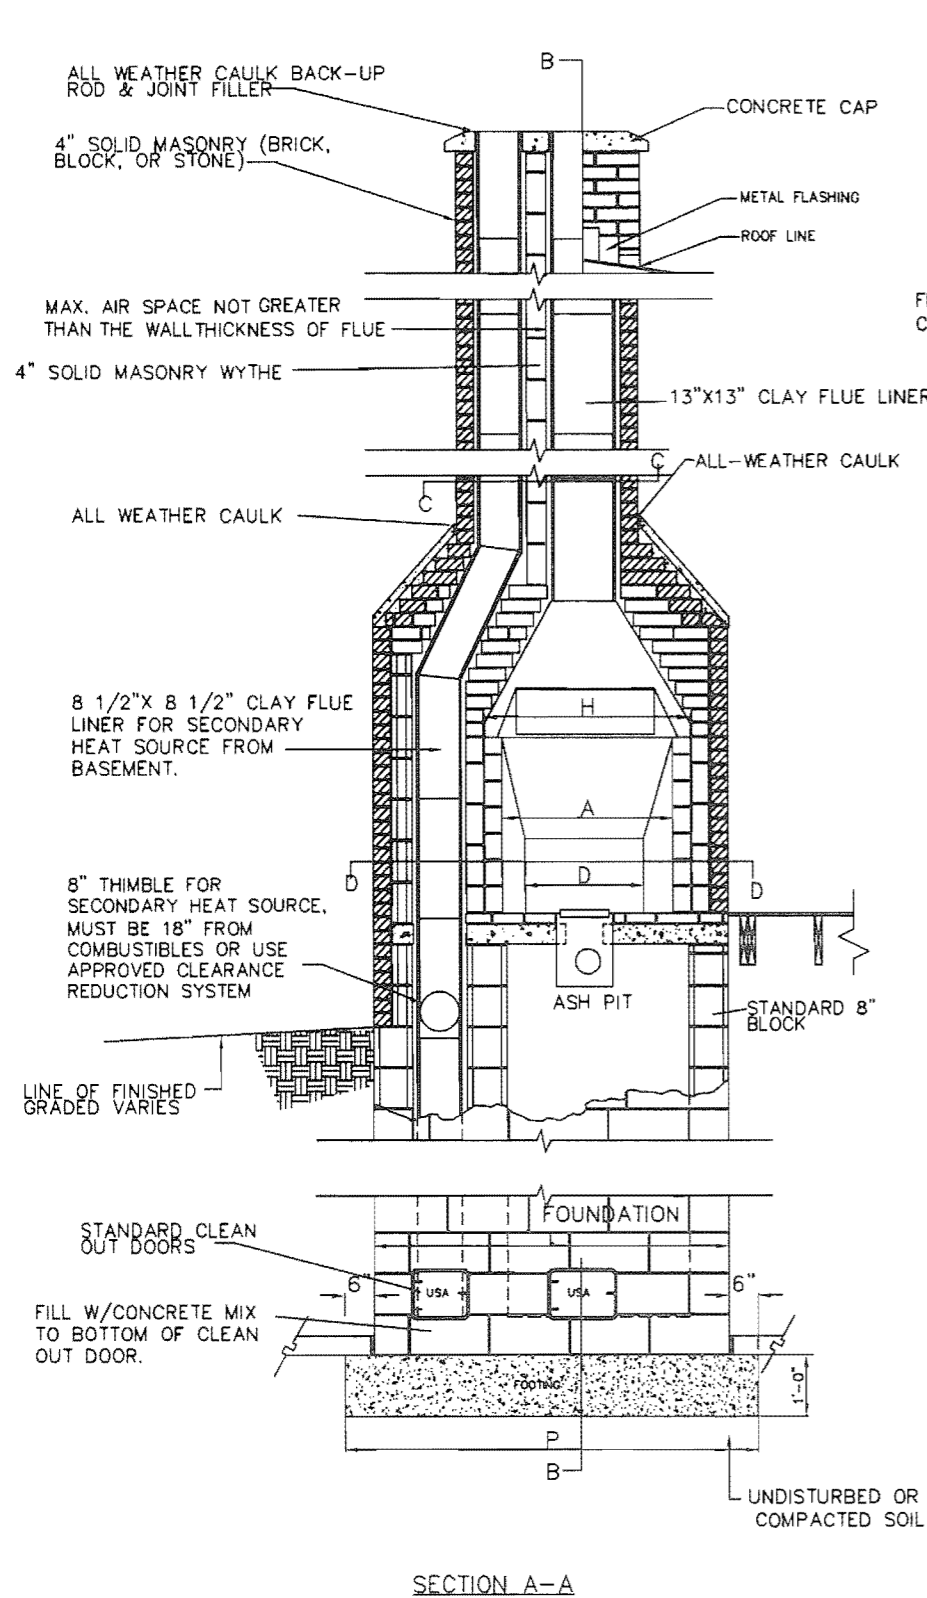 B
ALL WEATHER CAULK BACK-UP
ROD & JOINT FILLER
CONCRETE CAP
4" SOLID MASONRY (BRICK,
BLOCK, OR STONE)
METAL FLASHING
ROOF LINE
MAX. AIR SPACE NOT GREATER
THAN THE WALLTHICKNESS OF FLUE
4" SOLID MASONRY WYTHE
13"X13" CLAY FLUE LINER
C
ALL-WEATHER CAULK
C
ALL WEATHER CAULK
8 1/2"X 8 1/2" CLAY FLUE
LINER FOR SECONDARY
HEAT SOURCE FROM
BASEMENT.
H
A
D
D
D
8" THIMBLE FOR
SECONDARY HEAT SOURCE,
MUST BE 18" FROM
COMBUSTIBLES OR USE
APPROVED CLEARANCE
REDUCTION SYSTEM
ASH PIT
STANDARD 8"
BLOCK
LINE OF FINISHED
GRADED VARIES
FOUNDATION
STANDARD CLEAN
OUT DOORS
6"
USA
USA
6"
FILL W/CONCRETE MIX
TO BOTTOM OF CLEAN
OUT DOOR.
FOOTING
1'-0"
P
B
UNDISTURBED OR
COMPACTED SOIL
SECTION A-A